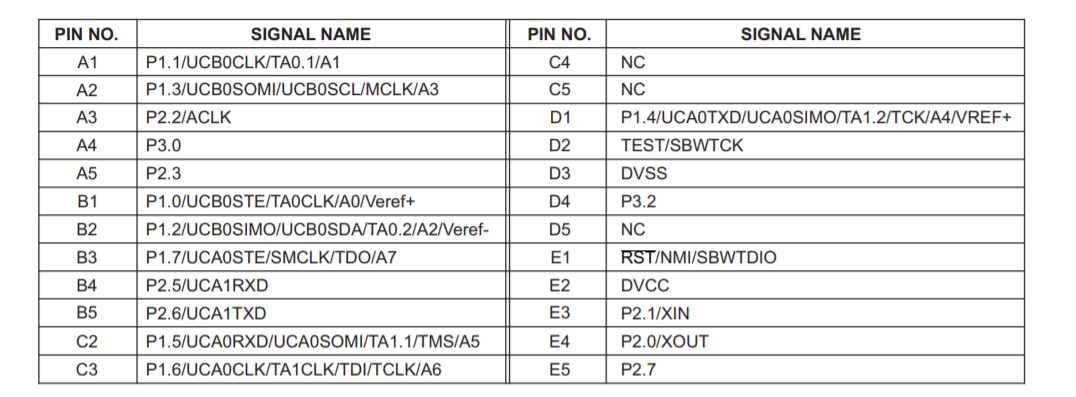 PIN NO. SIGNAL NAME PIN NO. SIGNAL NAME
A1 P1.1/UCB0CLK/TA0.1/A1 C4 NC
A2 P1.3/UCB0SOMI/UCB0SCL/MCLK/A3 C5 NC
A3 P2.2/ACLK D1 P1.4/UCA0TXD/UCA0SIMO/TA1.2/TCK/A4/VREF+
A4 P3.0 D2 TEST/SBWTCK
A5 P2.3 D3 DVSS
B1 P1.0/UCB0STE/TA0CLK/A0/Veref+ D4 P3.2
B2 P1.2/UCB0SIMO/UCB0SDA/TA0.2/A2/Veref- D5 NC
B3 P1.7/UCA0STE/SMCLK/TDO/A7 E1 R̅S̅T̅/NMI/SBWTDIO
B4 P2.5/UCA1RXD E2 DVCC
B5 P2.6/UCA1TXD E3 P2.1/XIN
C2 P1.5/UCA0RXD/UCA0SOMI/TA1.1/TMS/A5 E4 P2.0/XOUT
C3 P1.6/UCA0CLK/TA1CLK/TDI/TCLK/A6 E5 P2.7